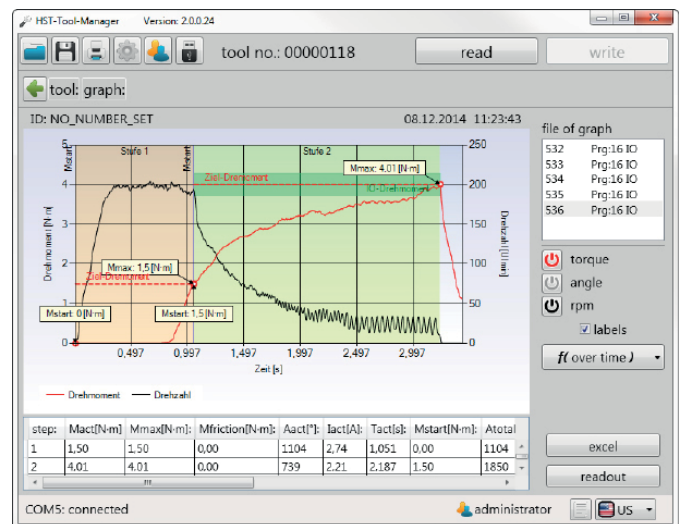 HST-Tool-Manager Version: 2.0.0.24
tool no.: 00000118 read write
tool: graph:
ID: NO_NUMBER_SET 08.12.2014 11:23:43
file of graph
532 Prg:16 IO
533 Prg:16 IO
534 Prg:16 IO
535 Prg:16 IO
536 Prg:16 IO
torque
angle
rpm
labels
f( over time )
excel
readout
Mstart Stufe 1 Mstart Stufe 2
Mmax: 4,01 [N·m]
Ziel-Drehmoment IO-Drehmoment
Mmax: 1,5 [N·m]
Ziel-Drehmoment
Mstart: 0 [N·m] Mstart: 1,5 [N·m]
Drehmoment [N·m]
5
4
3
2
1
0
250
200
150
100
50
0
Drehzahl [U/min]
0,497 0,997 1,497 1,997 2,497 2,997
Zeit [s]
Drehmoment Drehzahl
step: Mact[N·m] Mmax[N·m]: Mfriction[N·m]: Aact[°]: Iact[A]: Tact[s]: Mstart[N·m]: Atotal
1 1,50 1,50 0,00 1104 2,74 1,051 0,00 1104
2 4.01 4.01 0.00 739 2.21 2.187 1.50 1850
COM5: connected administrator US